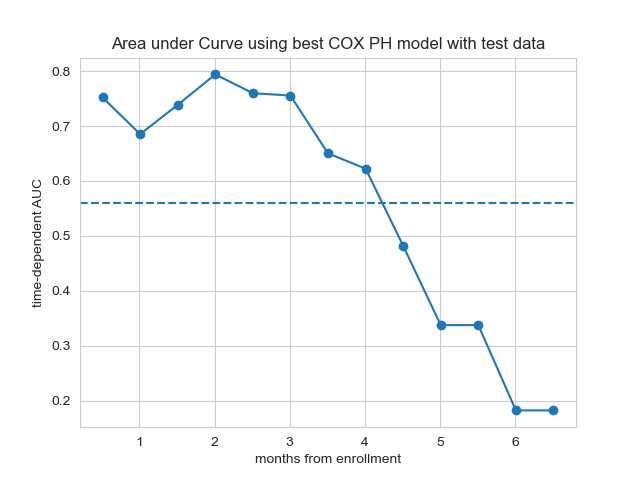 Area under Curve using best COX PH model with test data
time-dependent AUC
0.8
0.7
0.6
0.5
0.4
0.3
0.2
1 2 3 4 5 6
months from enrollment